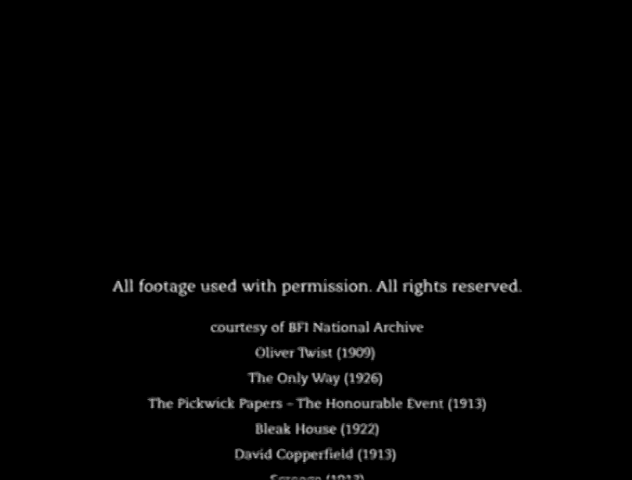 All footage used with permission. All rights reserved.
courtesy of BFI National Archive
Oliver Twist (1909)
The Only Way (1926)
The Pickwick Papers - The Honourable Event (1913)
Bleak House (1922)
David Copperfield (1913)